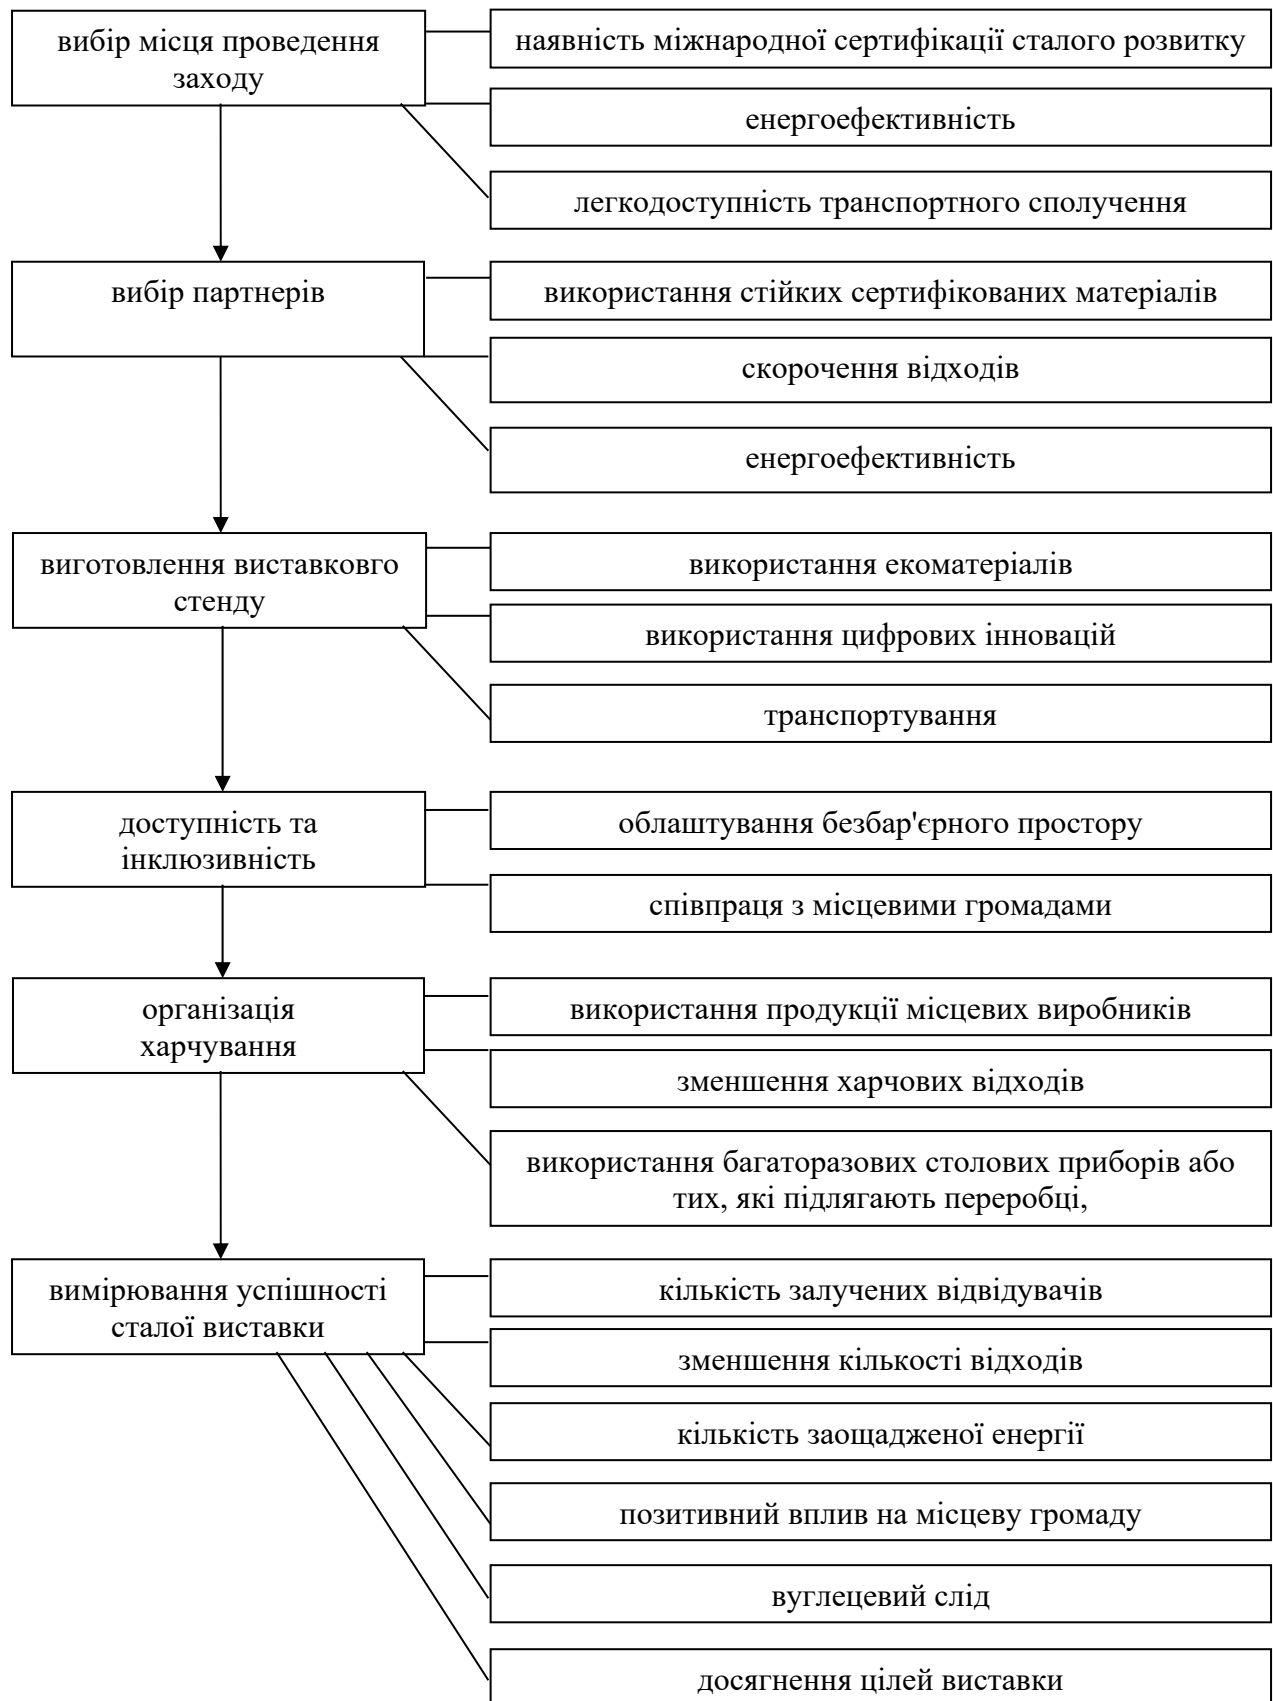 вибір місця проведення
заходу
наявність міжнародної сертифікації сталого розвитку
енергоефективність
легкодоступність транспортного сполучення
вибір партнерів
використання стійких сертифікованих матеріалів
скорочення відходів
енергоефективність
виготовлення виставковго
стенду
використання екоматеріалів
використання цифрових інновацій
транспортування
доступність та
інклюзивність
облаштування безбар'єрного простору
співпраця з місцевими громадами
організація
харчування
використання продукції місцевих виробників
зменшення харчових відходів
використання багаторазових столових приборів або
тих, які підлягають переробці,
вимірювання успішності
сталої виставки
кількість залучених відвідувачів
зменшення кількості відходів
кількість заощадженої енергії
позитивний вплив на місцеву громаду
вуглецевий слід
досягнення цілей виставки